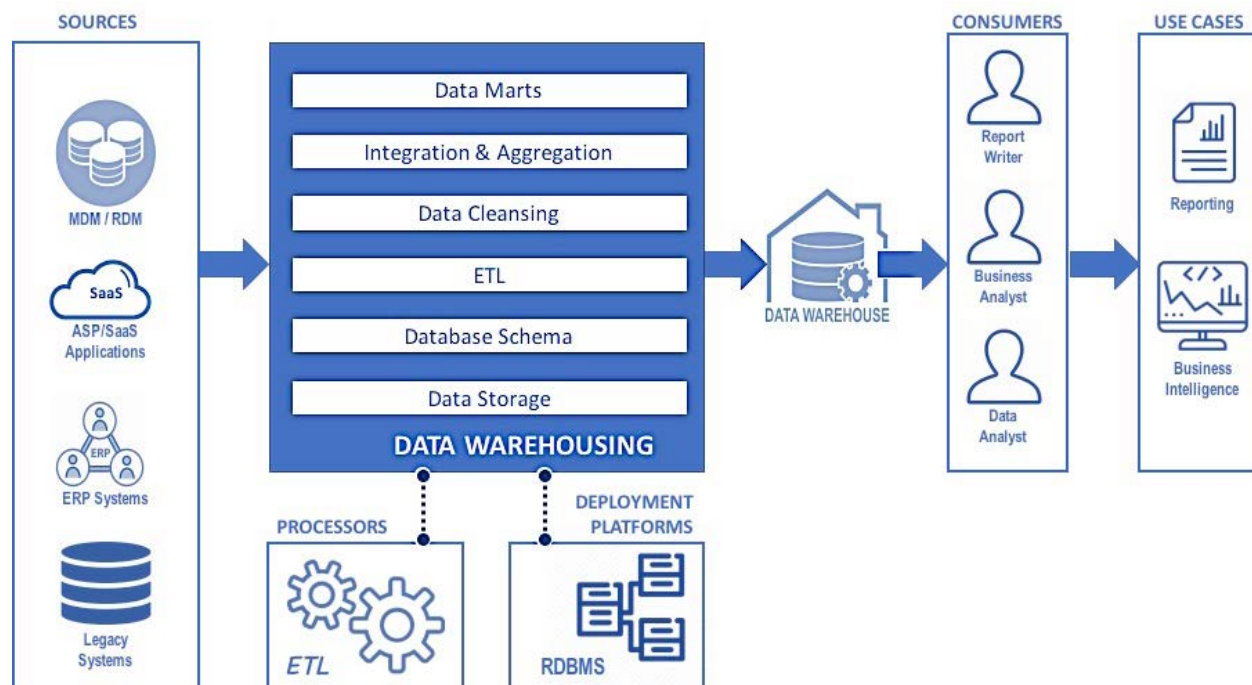 SOURCES
MDM / RDM
SaaS
ASP/SaaS
Applications
ERP
ERP Systems
Legacy
Systems
Data Marts
Integration & Aggregation
Data Cleansing
ETL
Database Schema
Data Storage
DATA WAREHOUSING
PROCESSORS
ETL
DEPLOYMENT
PLATFORMS
RDBMS
DATA WAREHOUSE
CONSUMERS
Report
Writer
Business
Analyst
Data
Analyst
USE CASES
Reporting
</>
Business
Intelligence